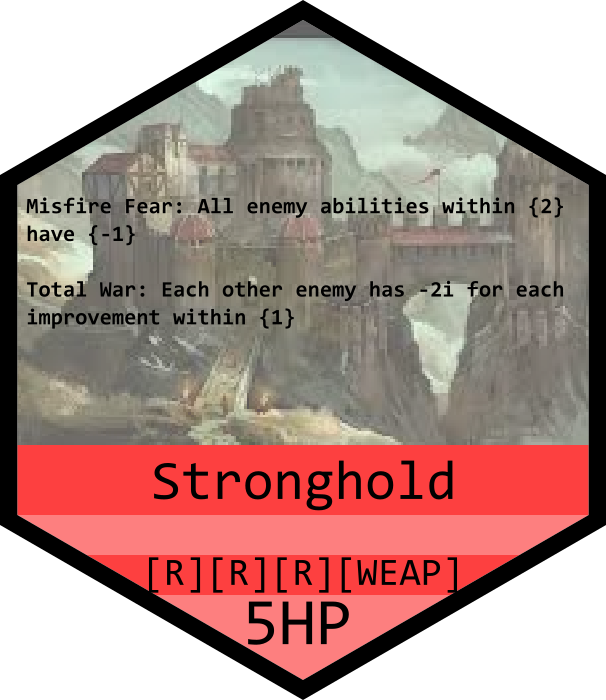 Misfire Fear: All enemy abilities within {2}
have {-1}
Total War: Each other enemy has -2i for each
improvement within {1}
Stronghold
[R][R][R][WEAP]
5HP